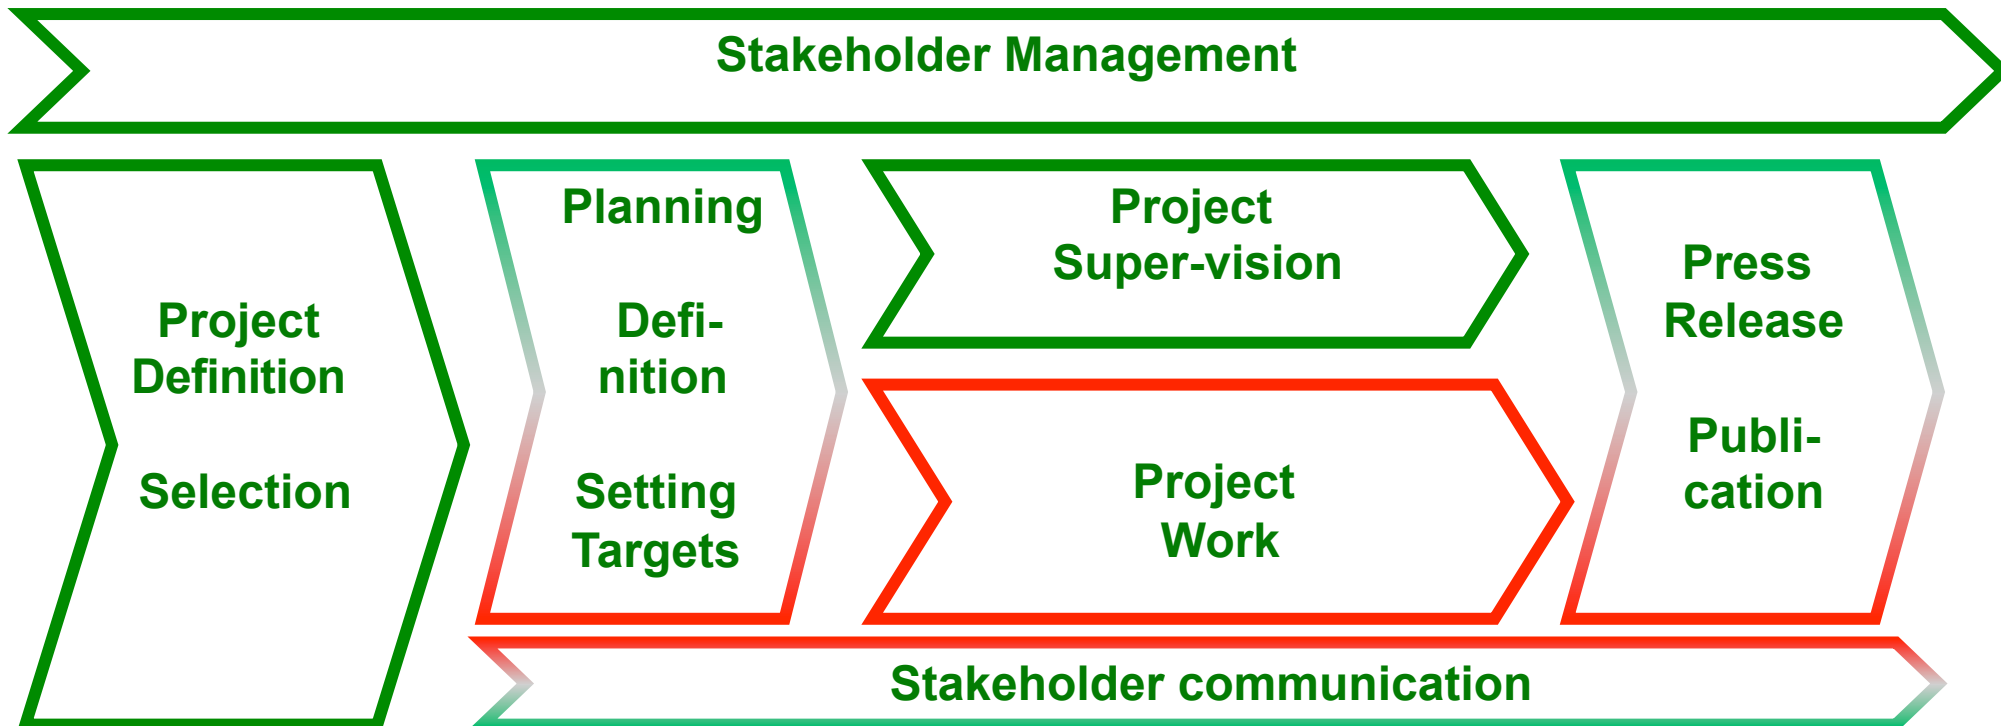 Stakeholder Management
Project
Definition
Selection
Planning
Defi-
nition
Setting
Targets
Project
Super-vision
Project
Work
Press
Release
Publi-
cation
Stakeholder communication